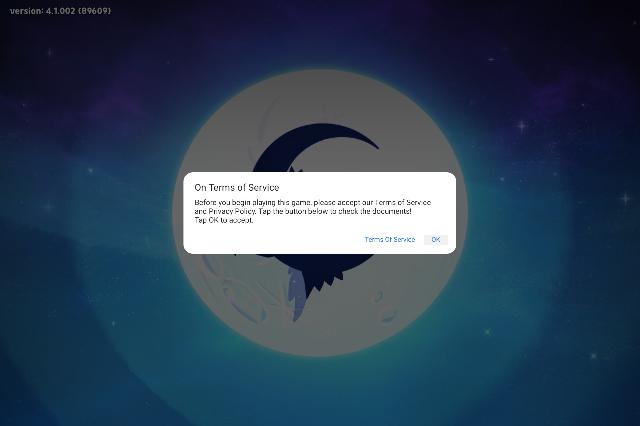 version: 4.1.002 (89609)
On Terms of Service
Before you begin playing this game, please accept our Terms of Service
and Privacy Policy. Tap the button below to check the documents!
Tap OK to accept.
Terms Of Service OK